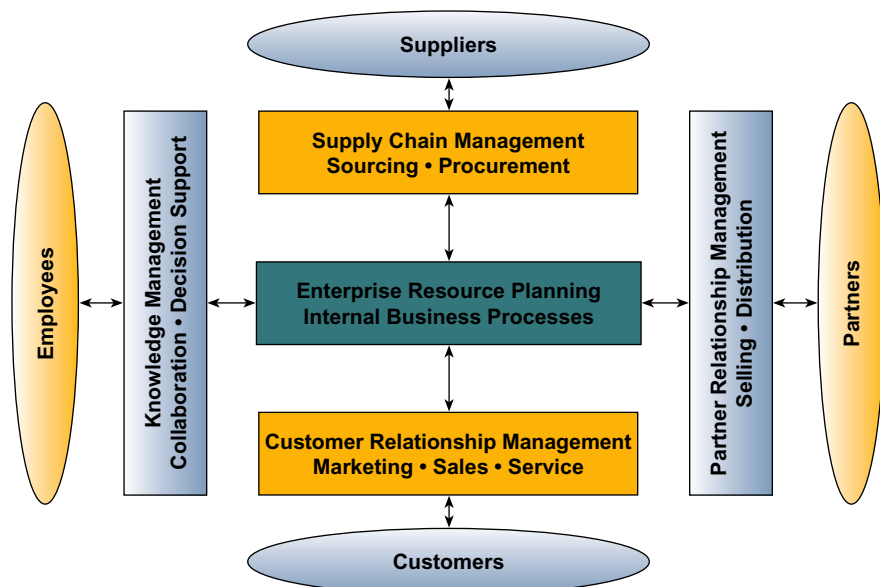 Suppliers
Supply Chain Management
Sourcing • Procurement
Employees
Knowledge Management
Collaboration • Decision Support
Enterprise Resource Planning
Internal Business Processes
Partner Relationship Management
Selling • Distribution
Partners
Customer Relationship Management
Marketing • Sales • Service
Customers